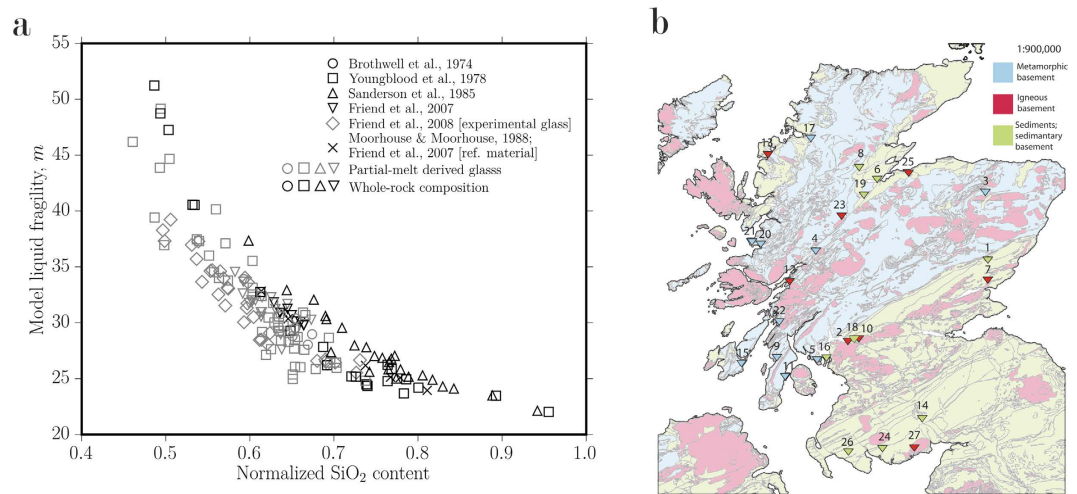 a
Model liquid fragility, m
55
50
45
40
35
30
25
20
0.4 0.5 0.6 0.7 0.8 0.9 1.0
Normalized SiO2 content
Brothwell et al., 1974
Youngblood et al., 1978
Sanderson et al., 1985
Friend et al., 2007
Friend et al., 2008 [experimental glass]
Moorhouse & Moorhouse, 1988;
Friend et al., 2007 [ref. material]
Partial-melt derived glasss
Whole-rock composition
b
1:900,000
Metamorphic
basement
Igneous
basement
Sediments;
sedimantary
basement
17
13
8
6
25
19
3
23
21
20
4
1
12
7
22
2
18
10
15
9
5
16
11
14
26
24
27